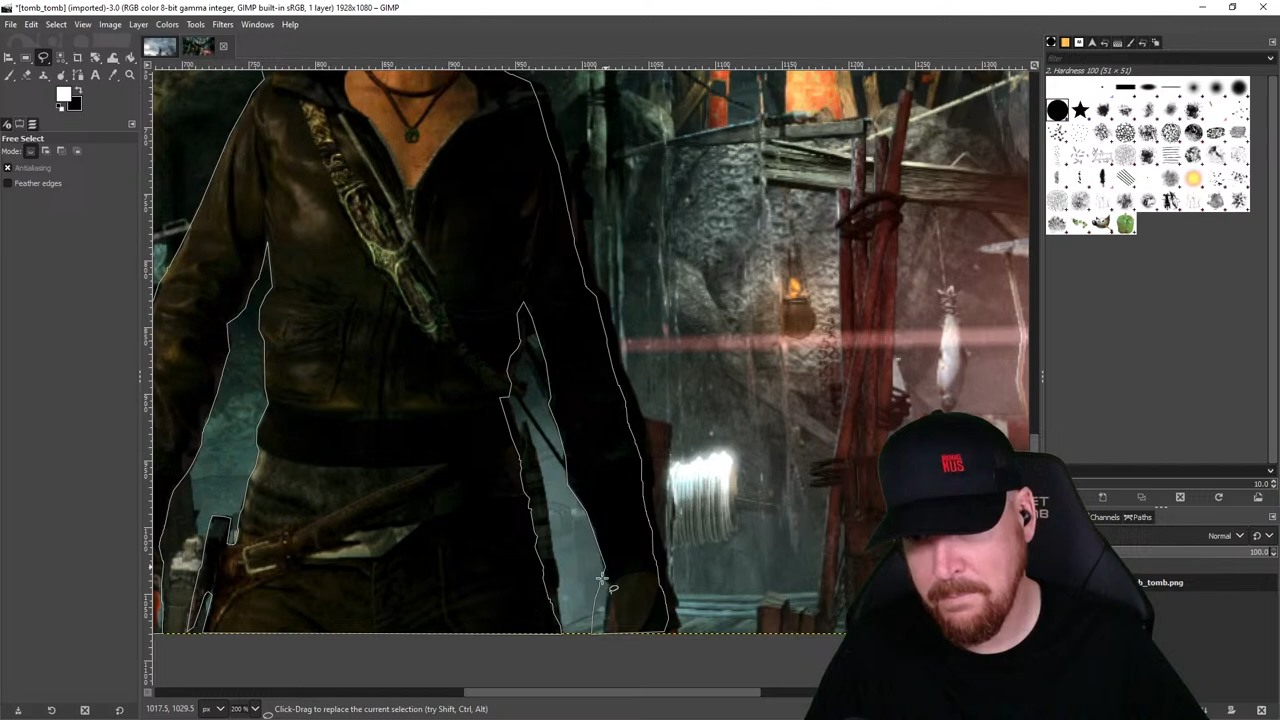 *[tomb_tomb] (imported)-3.0 (RGB color 8-bit gamma integer, GIMP built-in sRGB, 1 layer) 1928x1080 – GIMP
File Edit Select View Image Layer Colors Tools Filters Windows Help
Free Select
Mode:
Antialiasing
Feather edges
filter
2. Hardness 100 (51 × 51)
10.0
Channels Paths
Normal
100.0
b_tomb.png
1017.5, 1029.5 px 200 % Click-Drag to replace the current selection (try Shift, Ctrl, Alt)